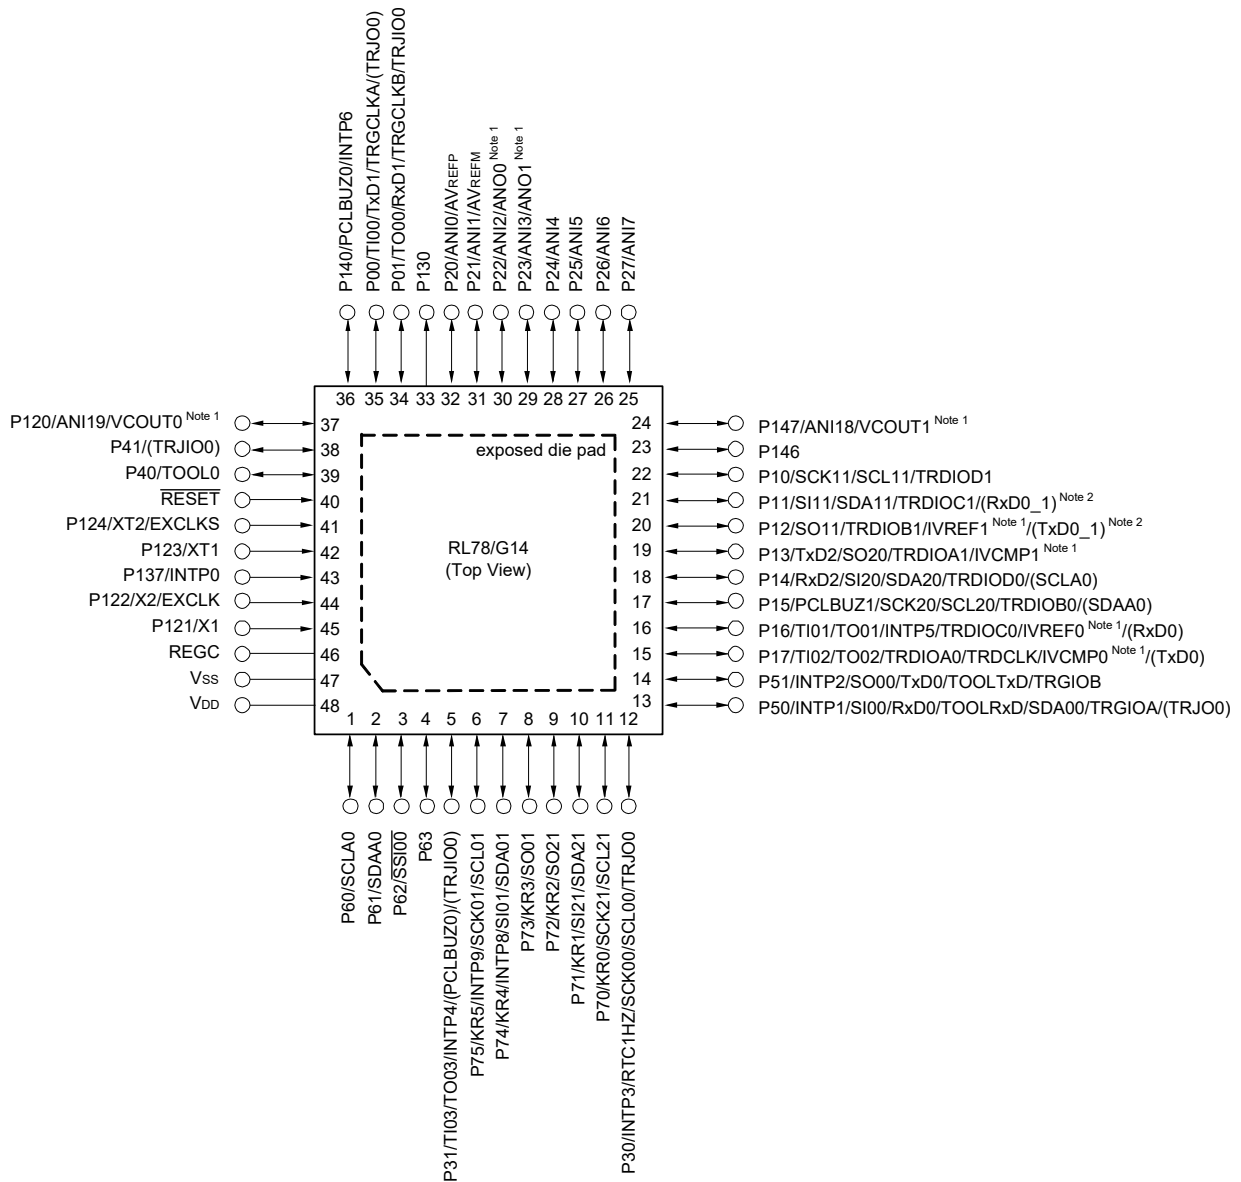 P140/PCLBUZ0/INTP6
P00/TI00/TxD1/TRGCLKA/(TRJO0)
P01/TO00/RxD1/TRGCLKB/TRJIO0
P130
P20/ANI0/AVREFP
P21/ANI1/AVREFM
P22/ANI2/ANO0 Note 1
P23/ANI3/ANO1 Note 1
P24/ANI4
P25/ANI5
P26/ANI6
P27/ANI7
36 35 34 33 32 31 30 29 28 27 26 25
P120/ANI19/VCOUT0 Note 1 37
P41/(TRJIO0) 38
P40/TOOL0 39
RESET 40
P124/XT2/EXCLKS 41
P123/XT1 42
P137/INTP0 43
P122/X2/EXCLK 44
P121/X1 45
REGC 46
Vss 47
VDD 48
exposed die pad
RL78/G14
(Top View)
24 P147/ANI18/VCOUT1 Note 1
23 P146
22 P10/SCK11/SCL11/TRDIOD1
21 P11/SI11/SDA11/TRDIOC1/(RxD0_1) Note 2
20 P12/SO11/TRDIOB1/IVREF1 Note 1/(TxD0_1) Note 2
19 P13/TxD2/SO20/TRDIOA1/IVCMP1 Note 1
18 P14/RxD2/SI20/SDA20/TRDIOD0/(SCLA0)
17 P15/PCLBUZ1/SCK20/SCL20/TRDIOB0/(SDAA0)
16 P16/TI01/TO01/INTP5/TRDIOC0/IVREF0 Note 1/(RxD0)
15 P17/TI02/TO02/TRDIOA0/TRDCLK/IVCMP0 Note 1/(TxD0)
14 P51/INTP2/SO00/TxD0/TOOLTxD/TRGIOB
13 P50/INTP1/SI00/RxD0/TOOLRxD/SDA00/TRGIOA/(TRJO0)
1 2 3 4 5 6 7 8 9 10 11 12
P60/SCLA0
P61/SDAA0
P62/SSI00
P63
P31/TI03/TO03/INTP4/(PCLBUZ0)/(TRJIO0)
P75/KR5/INTP9/SCK01/SCL01
P74/KR4/INTP8/SI01/SDA01
P73/KR3/SO01
P72/KR2/SO21
P71/KR1/SI21/SDA21
P70/KR0/SCK21/SCL21
P30/INTP3/RTC1HZ/SCK00/SCL00/TRJO0